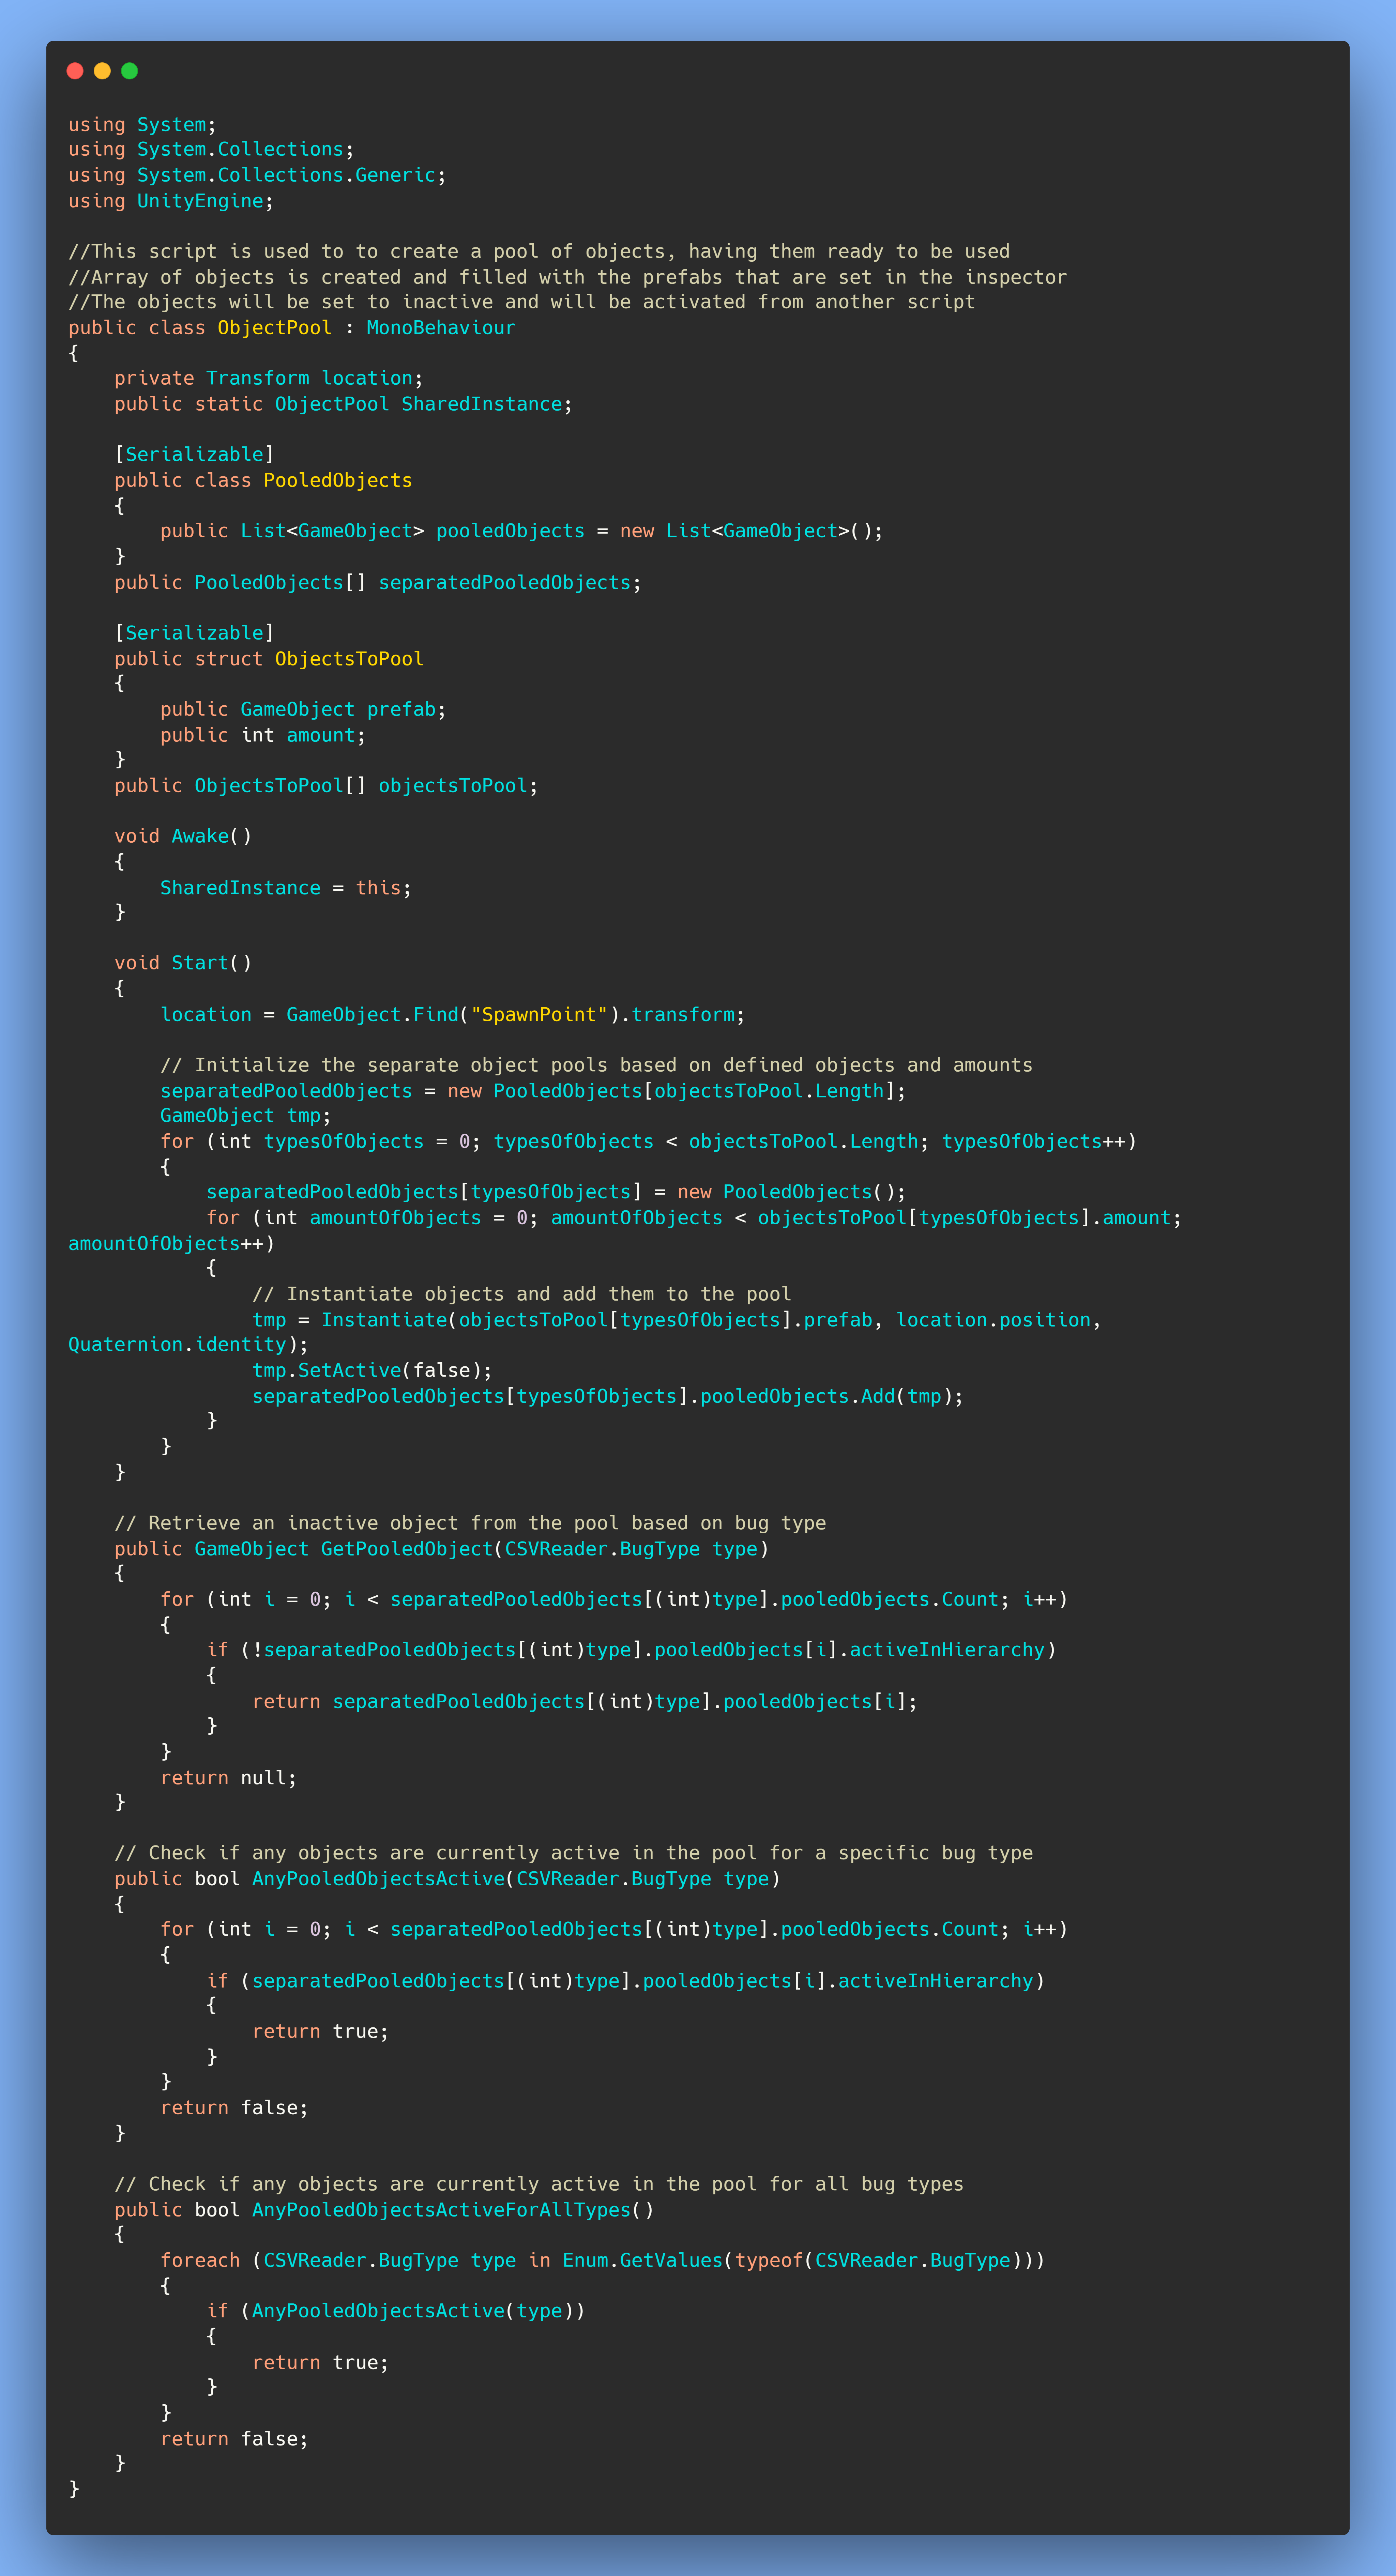 using System;
using System.Collections;
using System.Collections.Generic;
using UnityEngine;

//This script is used to to create a pool of objects, having them ready to be used
//Array of objects is created and filled with the prefabs that are set in the inspector
//The objects will be set to inactive and will be activated from another script
public class ObjectPool : MonoBehaviour
{
    private Transform location;
    public static ObjectPool SharedInstance;

    [Serializable]
    public class PooledObjects
    {
        public List<GameObject> pooledObjects = new List<GameObject>();
    }
    public PooledObjects[] separatedPooledObjects;

    [Serializable]
    public struct ObjectsToPool
    {
        public GameObject prefab;
        public int amount;
    }
    public ObjectsToPool[] objectsToPool;

    void Awake()
    {
        SharedInstance = this;
    }

    void Start()
    {
        location = GameObject.Find("SpawnPoint").transform;

        // Initialize the separate object pools based on defined objects and amounts
        separatedPooledObjects = new PooledObjects[objectsToPool.Length];
        GameObject tmp;
        for (int typesOfObjects = 0; typesOfObjects < objectsToPool.Length; typesOfObjects++)
        {
            separatedPooledObjects[typesOfObjects] = new PooledObjects();
            for (int amountOfObjects = 0; amountOfObjects < objectsToPool[typesOfObjects].amount;
amountOfObjects++)
            {
                // Instantiate objects and add them to the pool
                tmp = Instantiate(objectsToPool[typesOfObjects].prefab, location.position,
Quaternion.identity);
                tmp.SetActive(false);
                separatedPooledObjects[typesOfObjects].pooledObjects.Add(tmp);
            }
        }
    }

    // Retrieve an inactive object from the pool based on bug type
    public GameObject GetPooledObject(CSVReader.BugType type)
    {
        for (int i = 0; i < separatedPooledObjects[(int)type].pooledObjects.Count; i++)
        {
            if (!separatedPooledObjects[(int)type].pooledObjects[i].activeInHierarchy)
            {
                return separatedPooledObjects[(int)type].pooledObjects[i];
            }
        }
        return null;
    }

    // Check if any objects are currently active in the pool for a specific bug type
    public bool AnyPooledObjectsActive(CSVReader.BugType type)
    {
        for (int i = 0; i < separatedPooledObjects[(int)type].pooledObjects.Count; i++)
        {
            if (separatedPooledObjects[(int)type].pooledObjects[i].activeInHierarchy)
            {
                return true;
            }
        }
        return false;
    }

    // Check if any objects are currently active in the pool for all bug types
    public bool AnyPooledObjectsActiveForAllTypes()
    {
        foreach (CSVReader.BugType type in Enum.GetValues(typeof(CSVReader.BugType)))
        {
            if (AnyPooledObjectsActive(type))
            {
                return true;
            }
        }
        return false;
    }
}